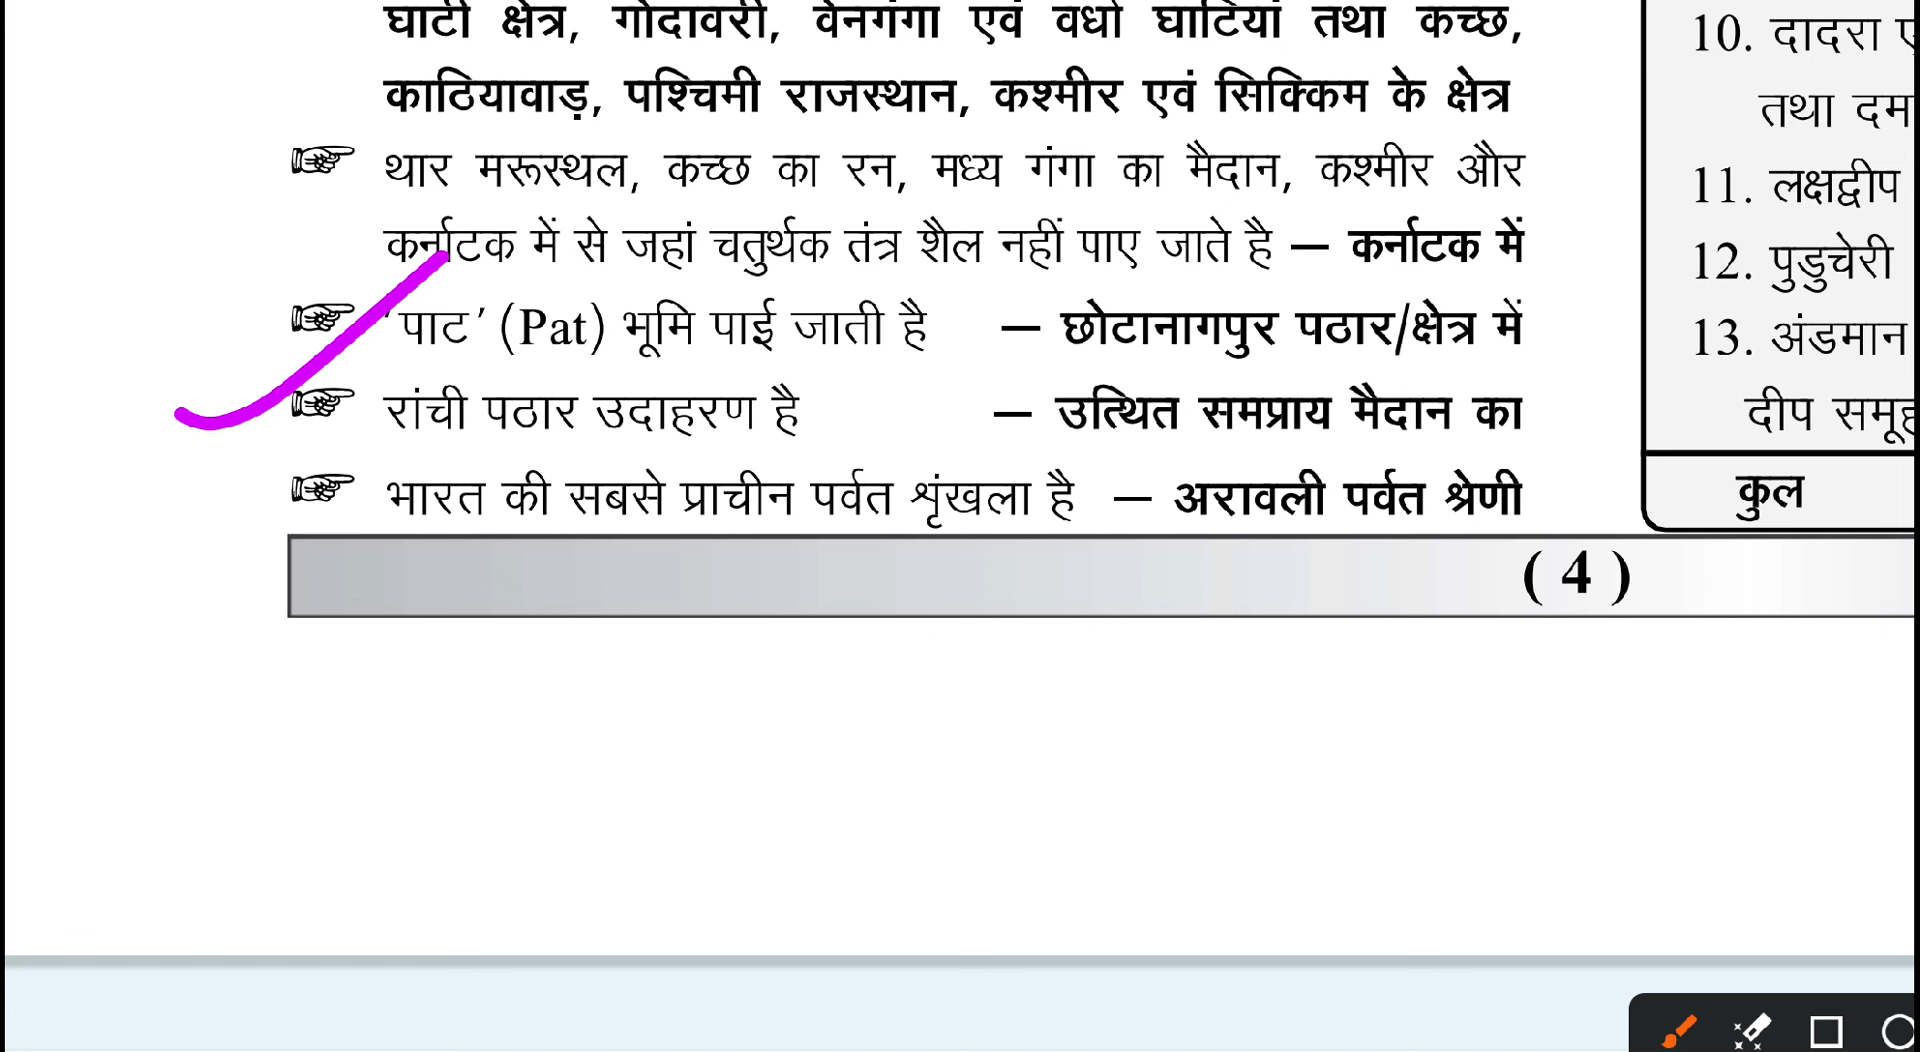 घाटी क्षेत्र, गोदावरी, वेनगंगा एवं वर्धा घाटियां तथा कच्छ,
काठियावाड़, पश्चिमी राजस्थान, कश्मीर एवं सिक्किम के क्षेत्र
थार मरूस्थल, कच्छ का रन, मध्य गंगा का मैदान, कश्मीर और
कर्नाटक में से जहां चतुर्थक तंत्र शैल नहीं पाए जाते है — कर्नाटक में
'पाट' (Pat) भूमि पाई जाती है — छोटानागपुर पठार/क्षेत्र में
रांची पठार उदाहरण है — उत्थित समप्राय मैदान का
भारत की सबसे प्राचीन पर्वत शृंखला है — अरावली पर्वत श्रेणी
10. दादरा
तथा दम
11. लक्षद्वीप
12. पुडुचेरी
13. अंडमान
दीप समूह
कुल
( 4 )